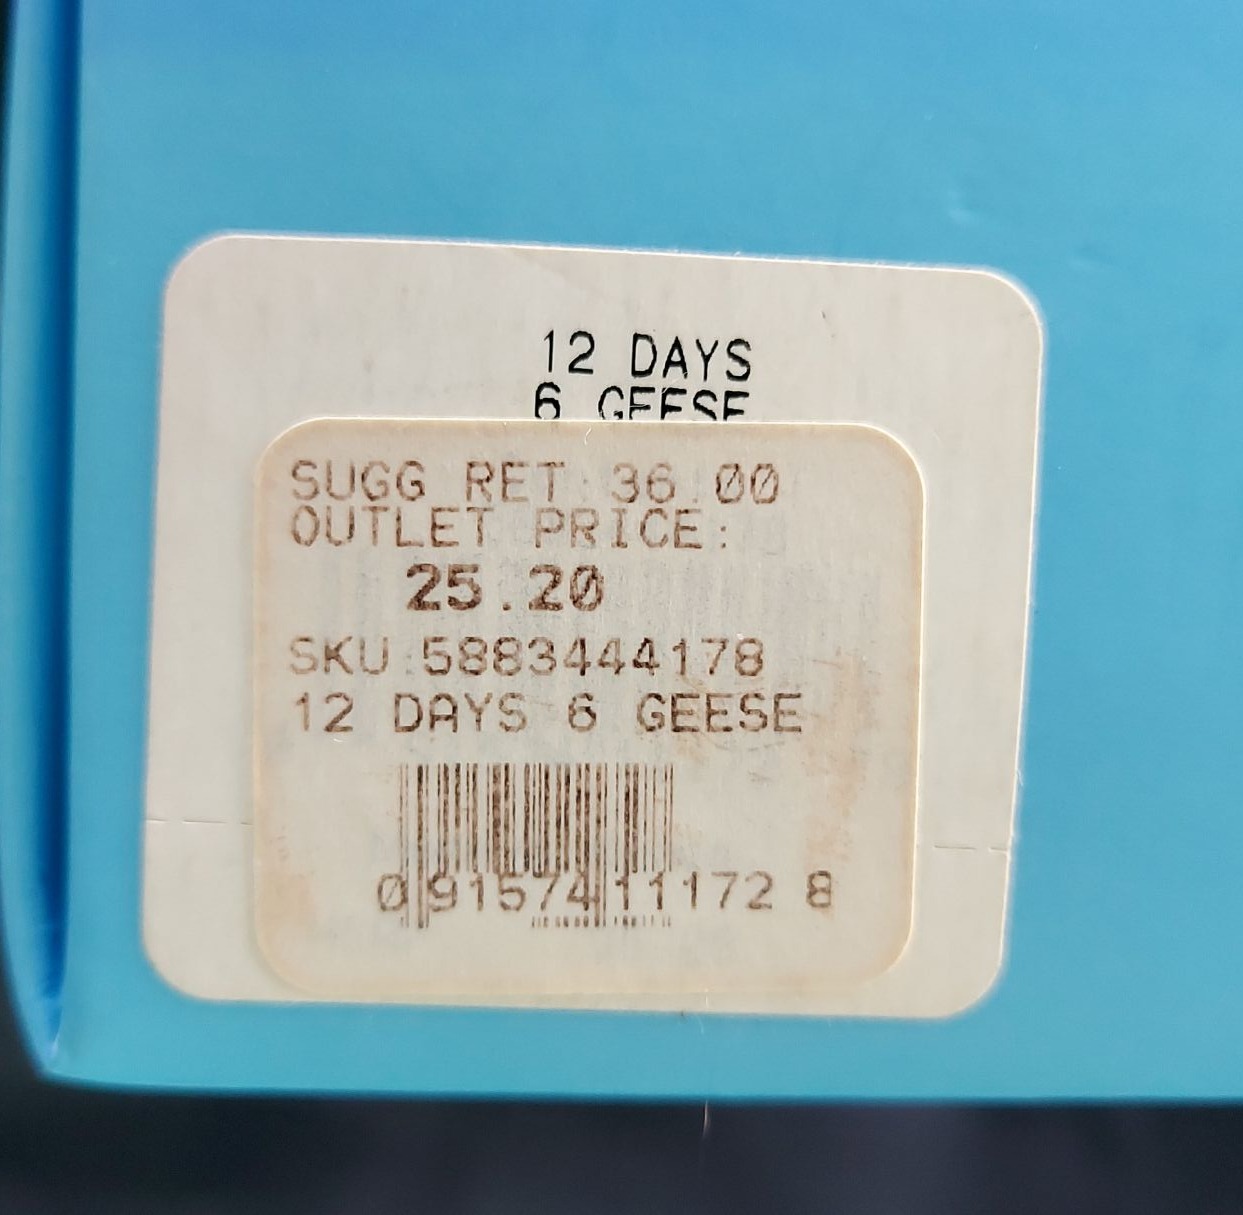 12 DAYS
6 GEESE
SUGG RET: 36.00
OUTLET PRICE:
25.20
SKU:5883444178
12 DAYS 6 GEESE
0 91574 11172 8